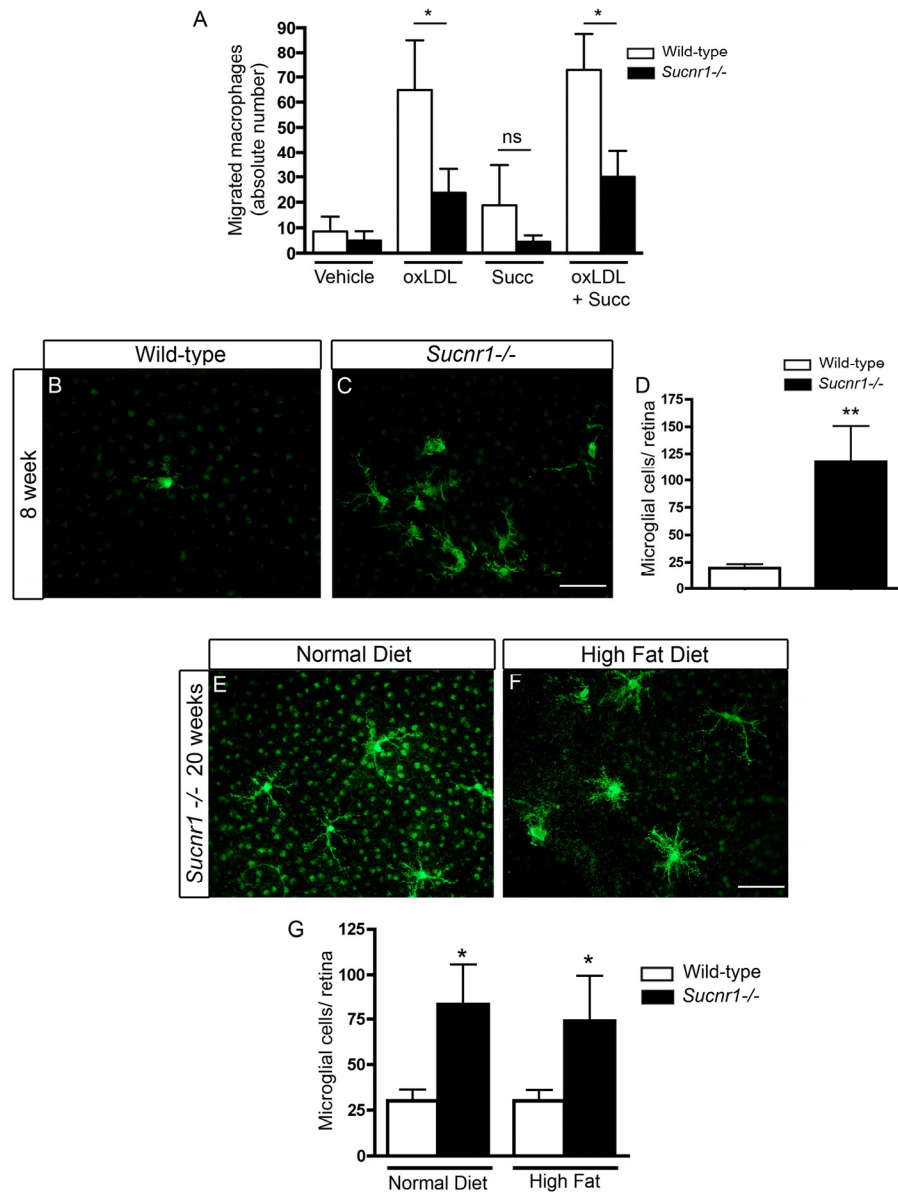 A
Migrated macrophages
(absolute number)
90
80
70
60
50
40
30
20
10
0
*
ns
*
Wild-type
Sucnr1-/-
Vehicle
oxLDL
Succ
oxLDL
+ Succ
Wild-type
Sucnr1-/-
8 week
B
C
D
Wild-type
Sucnr1-/-
Microglial cells/ retina
175
150
125
100
75
50
25
0
**
Normal Diet
High Fat Diet
Sucnr1 -/- 20 weeks
E
F
G
Microglial cells/ retina
125
100
75
50
25
0
*
*
Wild-type
Sucnr1-/-
Normal Diet
High Fat